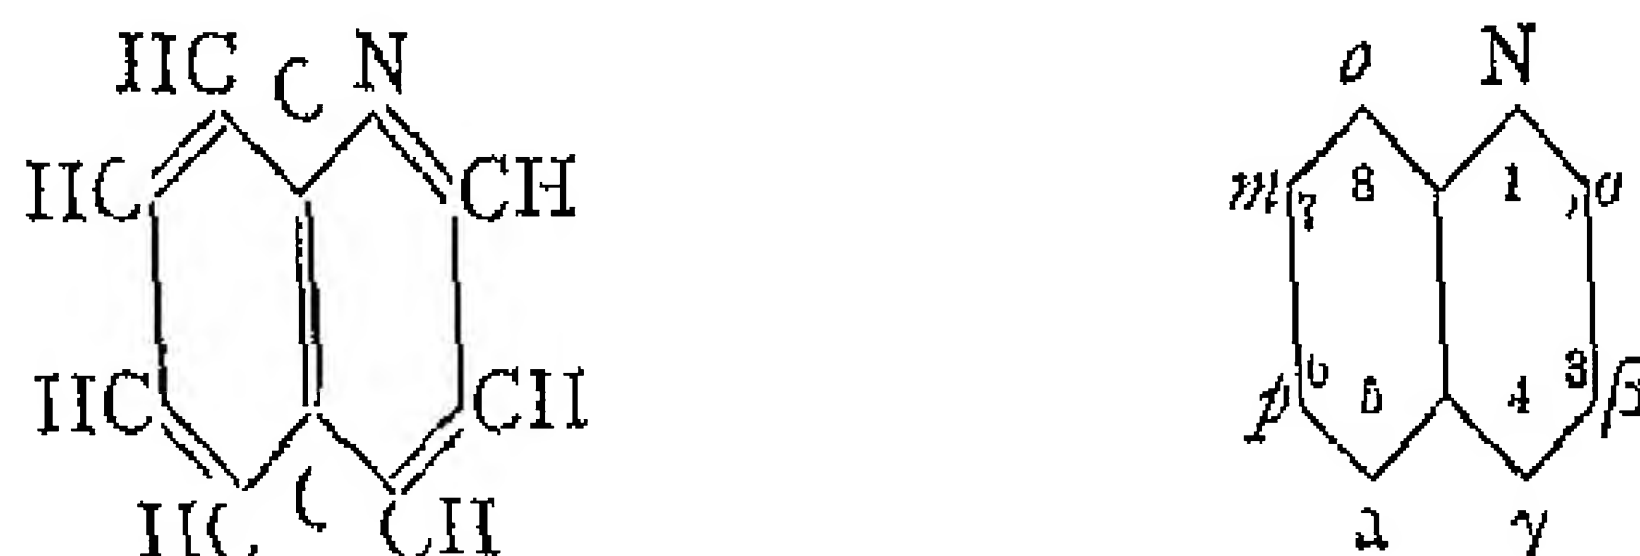 HC C N
HC CH
HC CH
HC C CH
o N
m 7 8 1
p 6 5 4 3 β
a γ